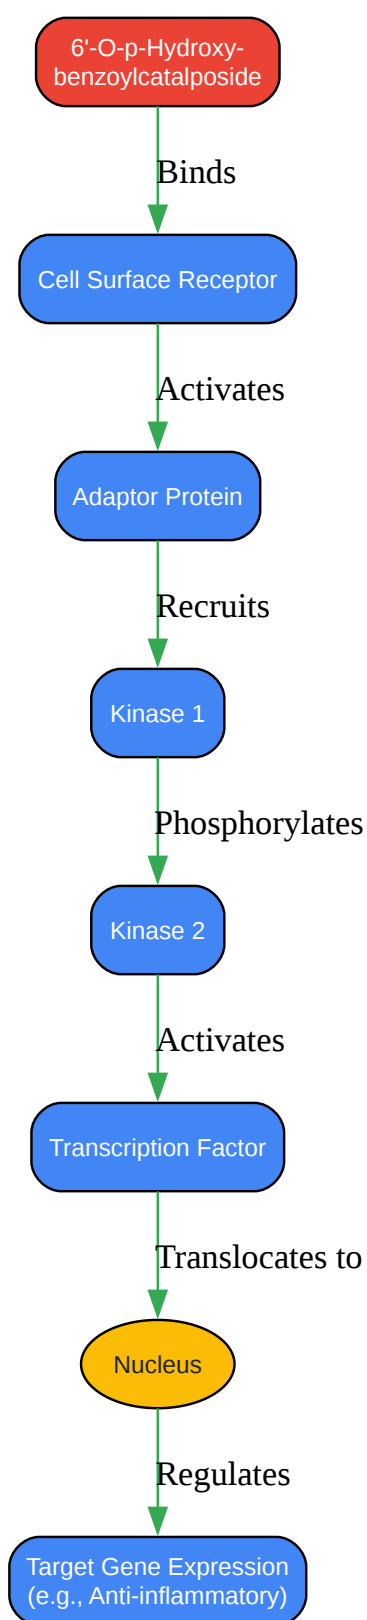 6'-O-p-Hydroxy-
benzoylcatalposide
Binds
Cell Surface Receptor
Activates
Adaptor Protein
Recruits
Kinase 1
Phosphorylates
Kinase 2
Activates
Transcription Factor
Translocates to
Nucleus
Regulates
Target Gene Expression
(e.g., Anti-inflammatory)